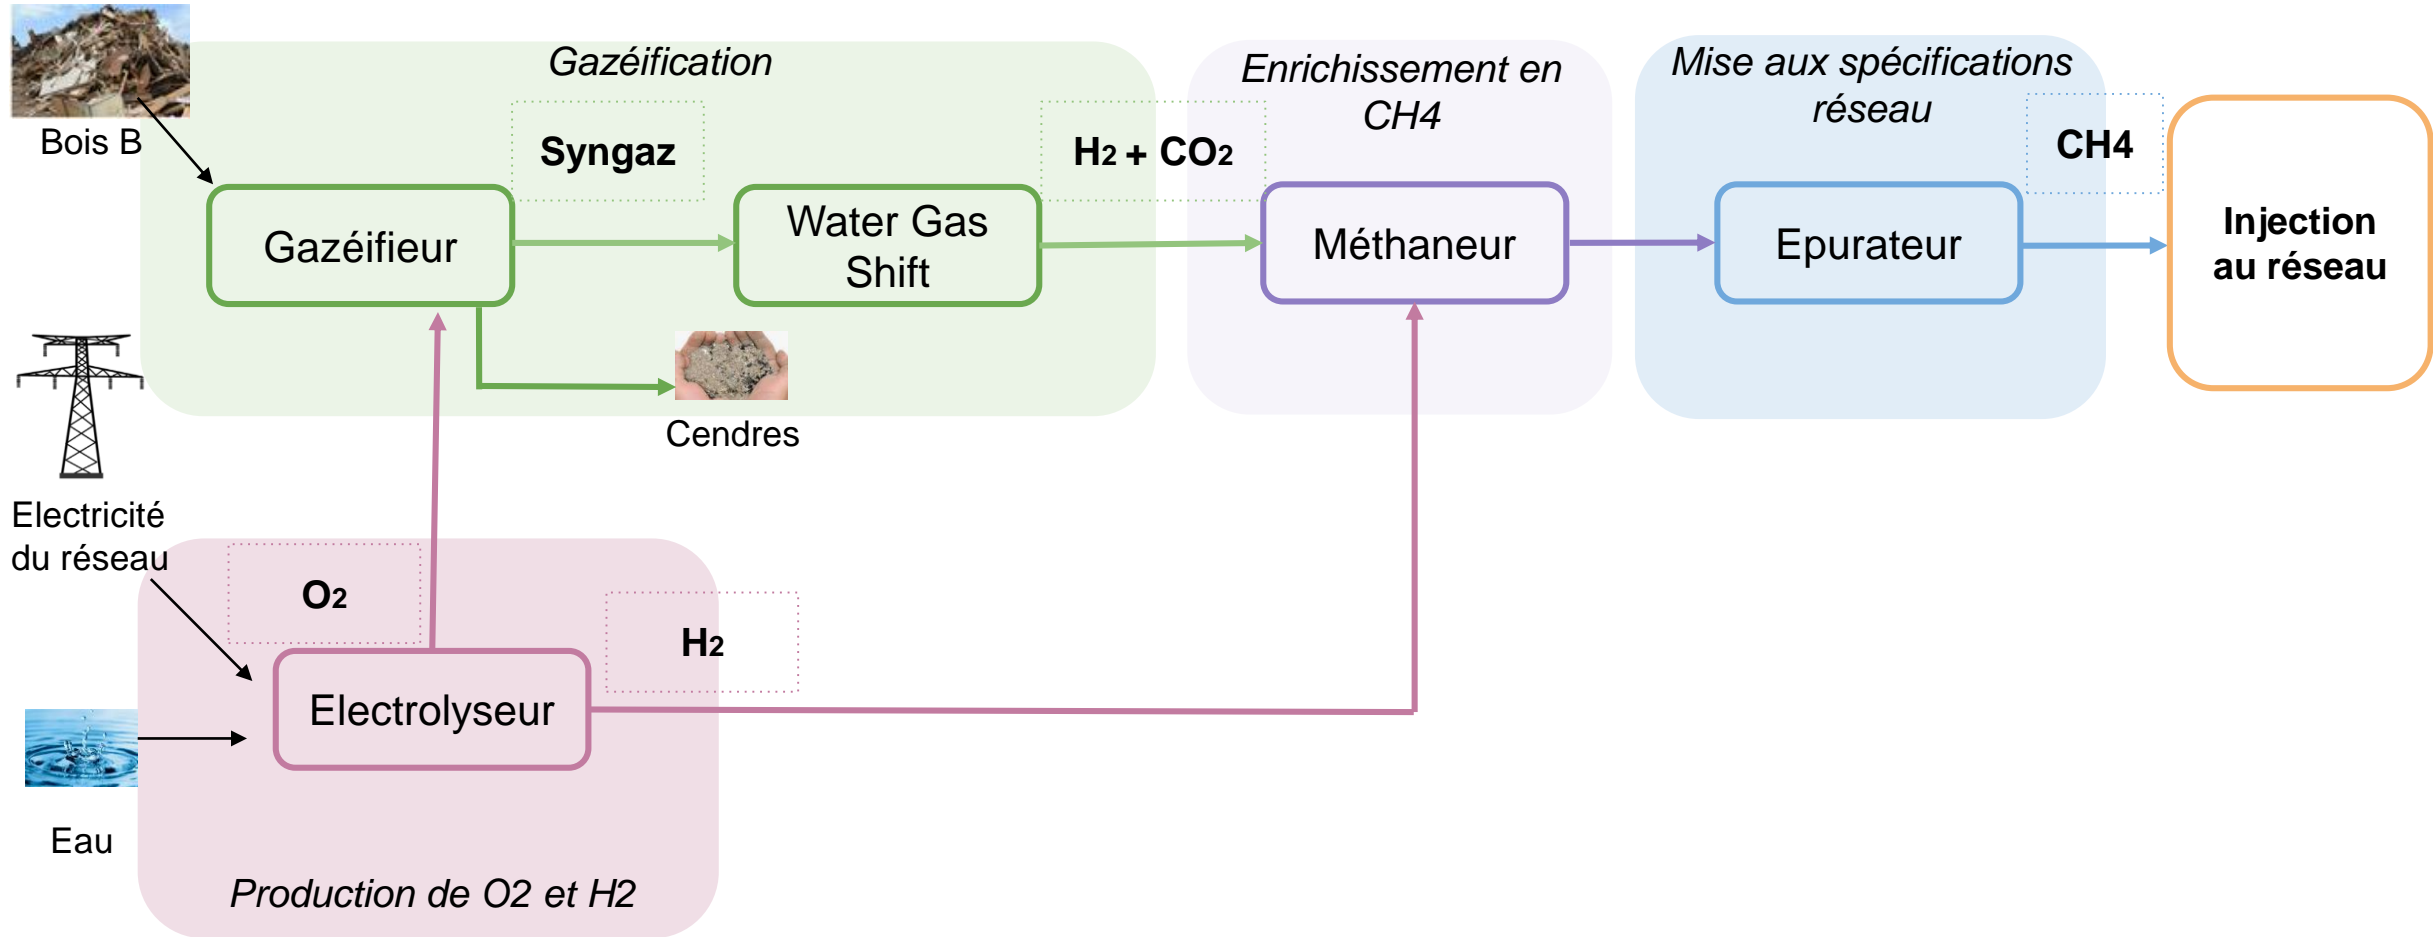 Gazéification
Enrichissement en
CH4
Mise aux spécifications
réseau
Bois B
Syngaz
H2 + CO2
CH4
Gazéifieur
Water Gas
Shift
Méthaneur
Epurateur
Injection
au réseau
Cendres
Electricité
du réseau
O2
H2
Electrolyseur
Eau
Production de O2 et H2